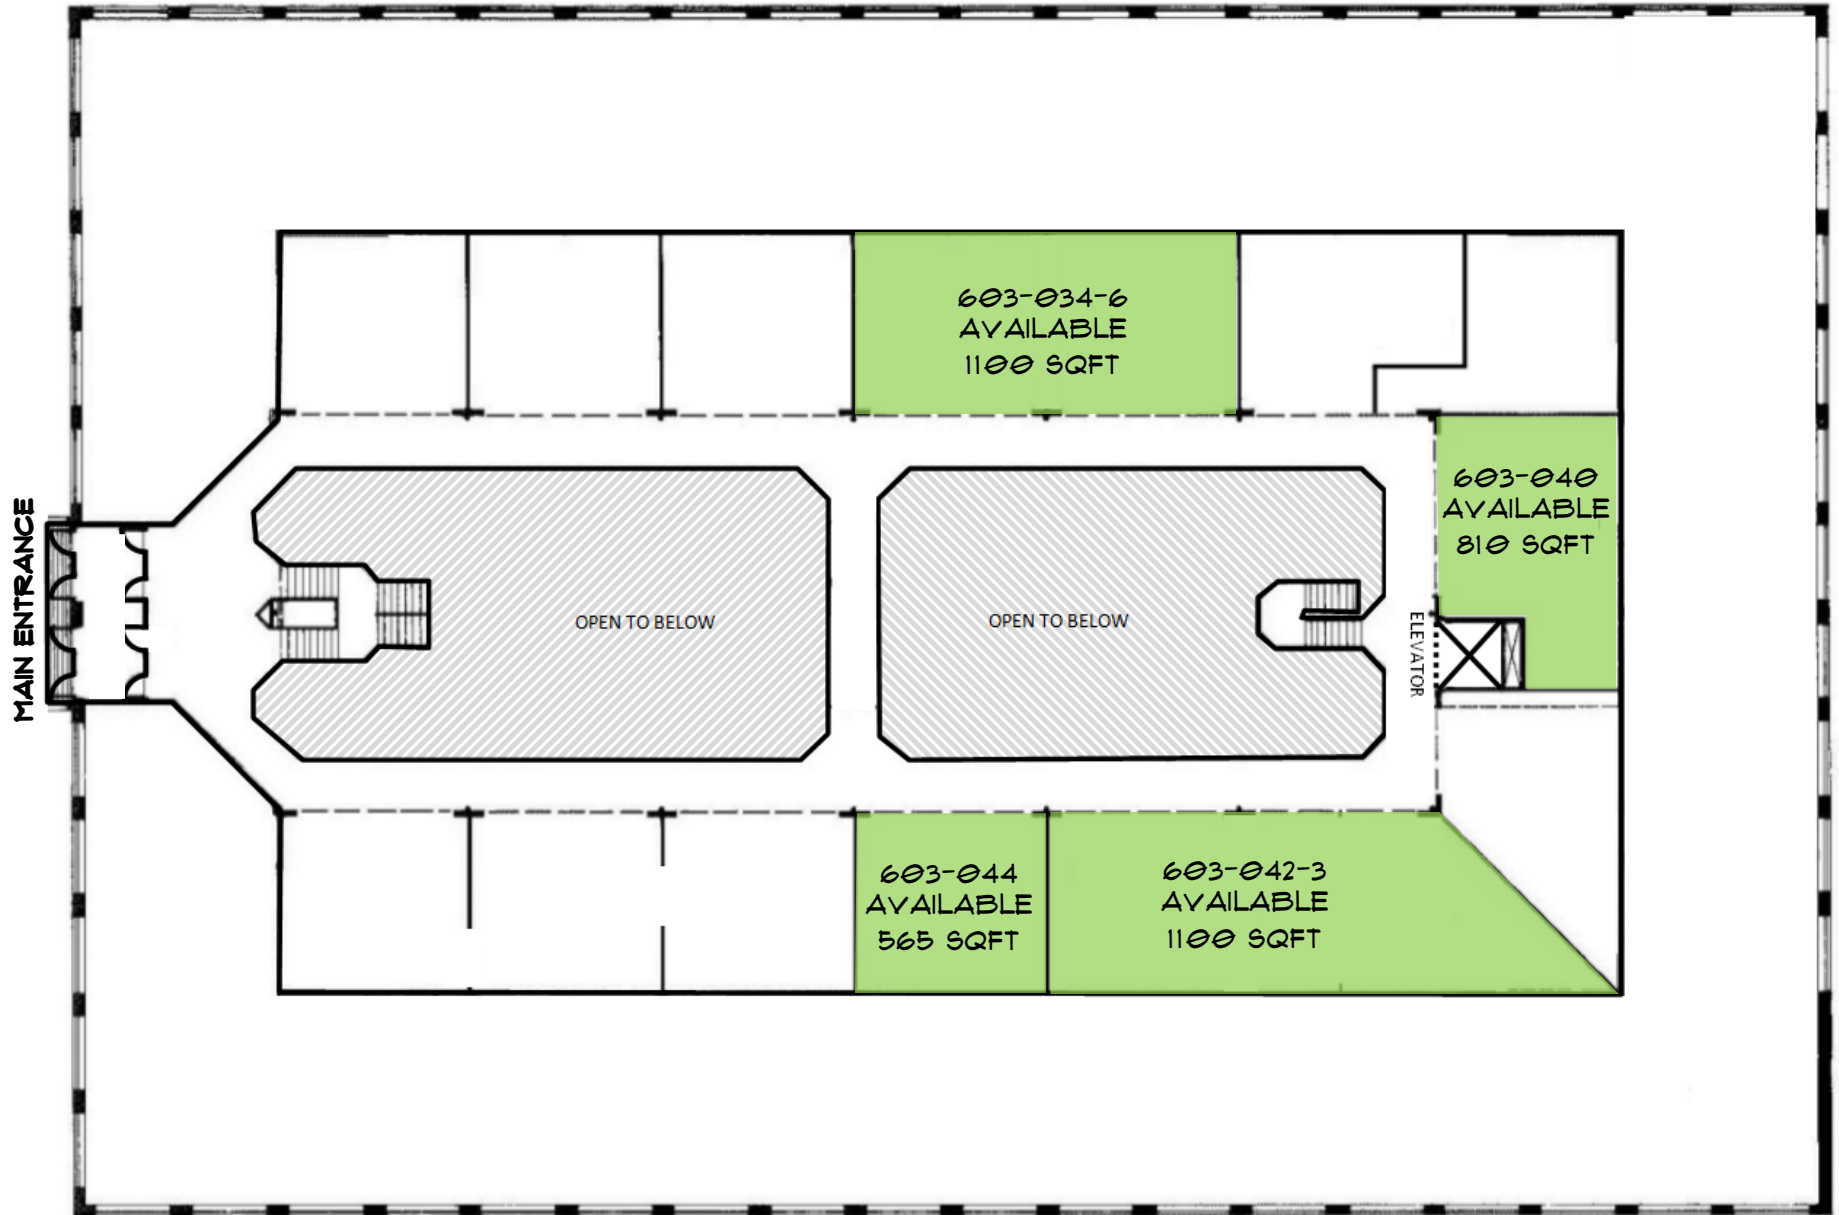 603-034-6
AVAILABLE
1100 SQFT
603-040
AVAILABLE
810 SQFT
MAIN ENTRANCE
OPEN TO BELOW
OPEN TO BELOW
ELEVATOR
603-044
AVAILABLE
565 SQFT
603-042-3
AVAILABLE
1100 SQFT